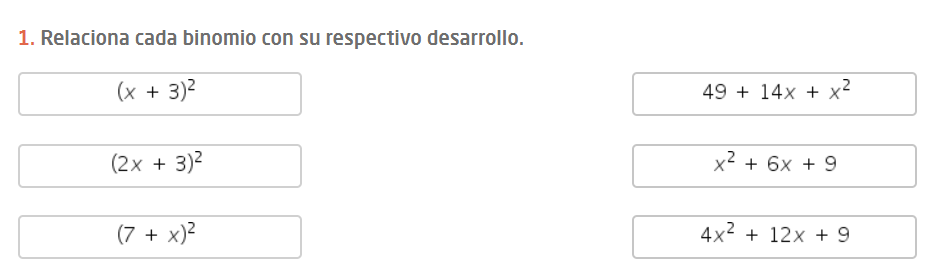 1. Relaciona cada binomio con su respectivo desarrollo.
(x + 3)² 49 + 14x + x²
(2x + 3)² x² + 6x + 9
(7 + x)² 4x² + 12x + 9